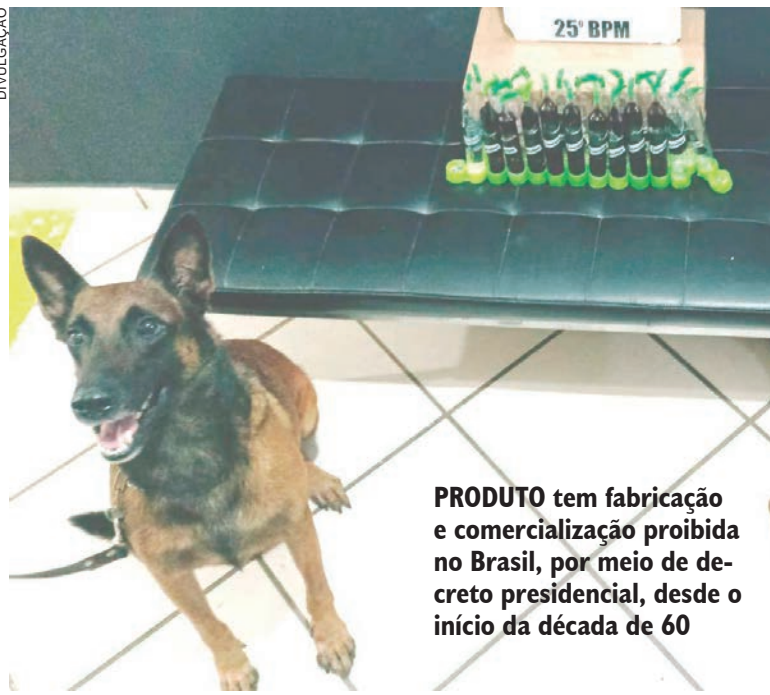 DIVULGAÇÃO
25º BPM
PRODUTO tem fabricação
e comercialização proibida
no Brasil, por meio de de-
creto presidencial, desde o
início da década de 60